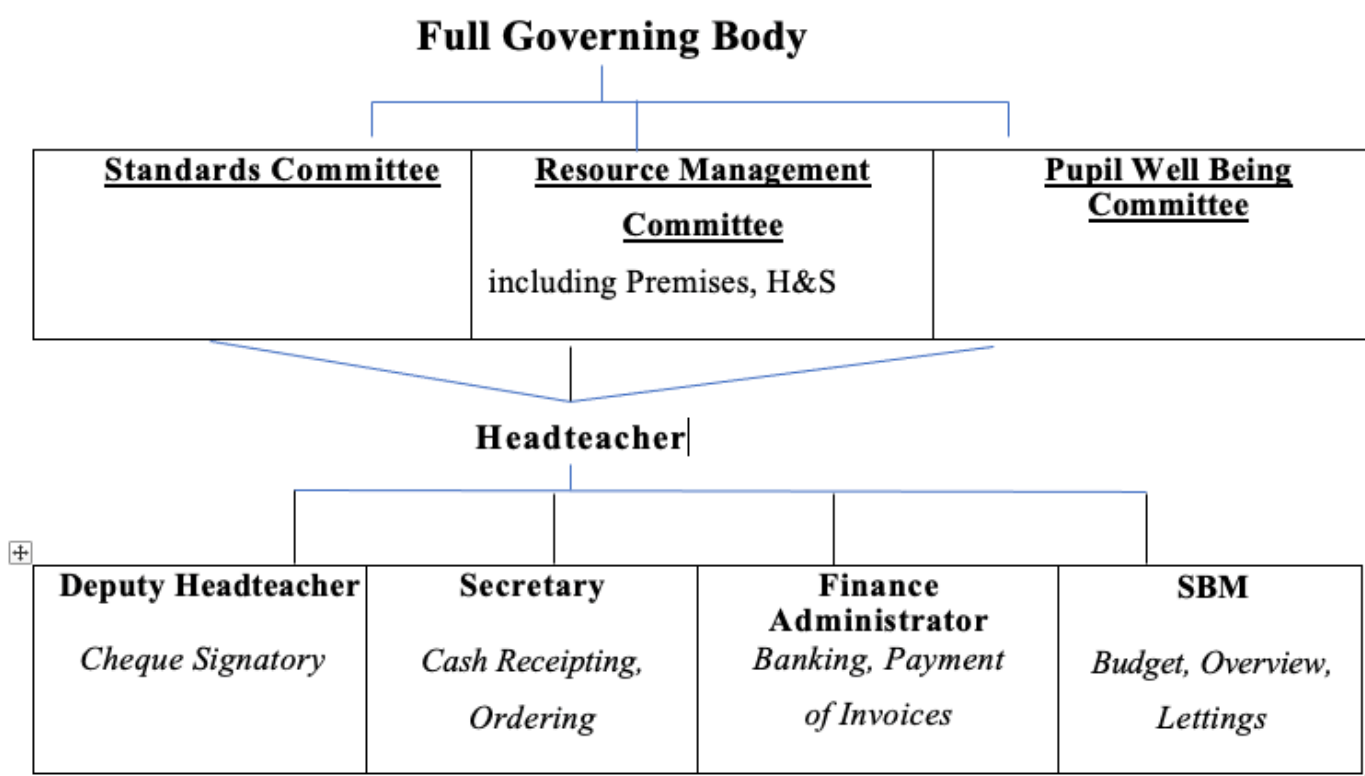 Full Governing Body
Standards Committee
Resource Management
Committee
including Premises, H&S
Pupil Well Being
Committee
Headteacher
Deputy Headteacher
Cheque Signatory
Secretary
Cash Receipting,
Ordering
Finance
Administrator
Banking, Payment
of Invoices
SBM
Budget, Overview,
Lettings